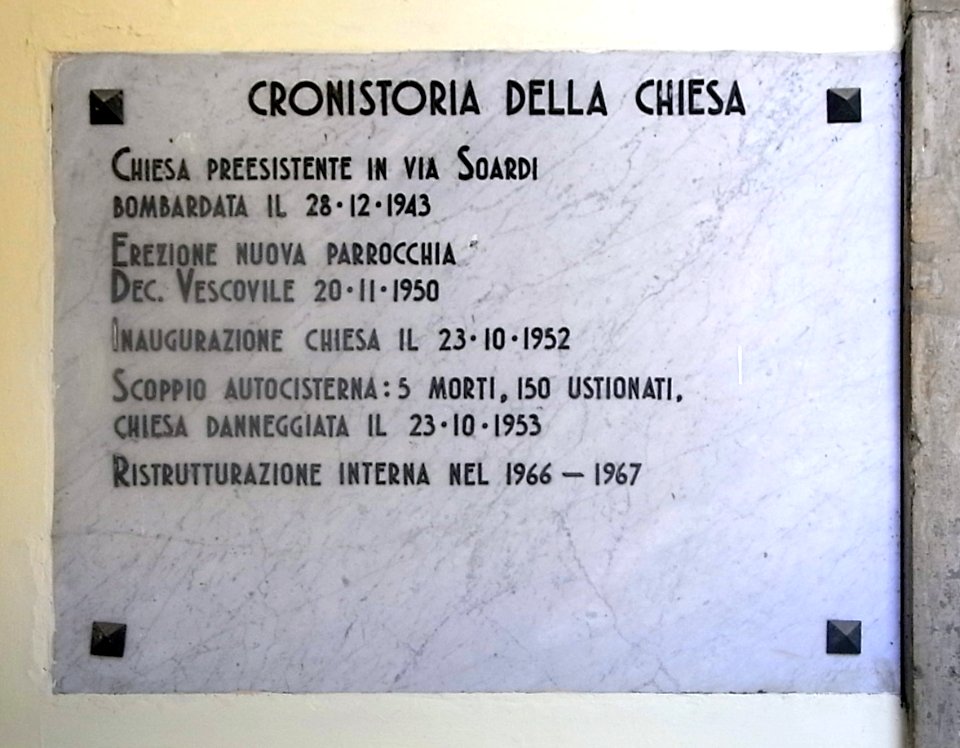 CRONISTORIA DELLA CHIESA
CHIESA PREESISTENTE IN VIA SOARDI
BOMBARDATA IL 28·12·1943
EREZIONE NUOVA PARROCCHIA
DEC. VESCOVILE 20·11·1950
INAUGURAZIONE CHIESA IL 23·10·1952
SCOPPIO AUTOCISTERNA: 5 MORTI, 150 USTIONATI,
CHIESA DANNEGGIATA IL 23·10·1953
RISTRUTTURAZIONE INTERNA NEL 1966 — 1967